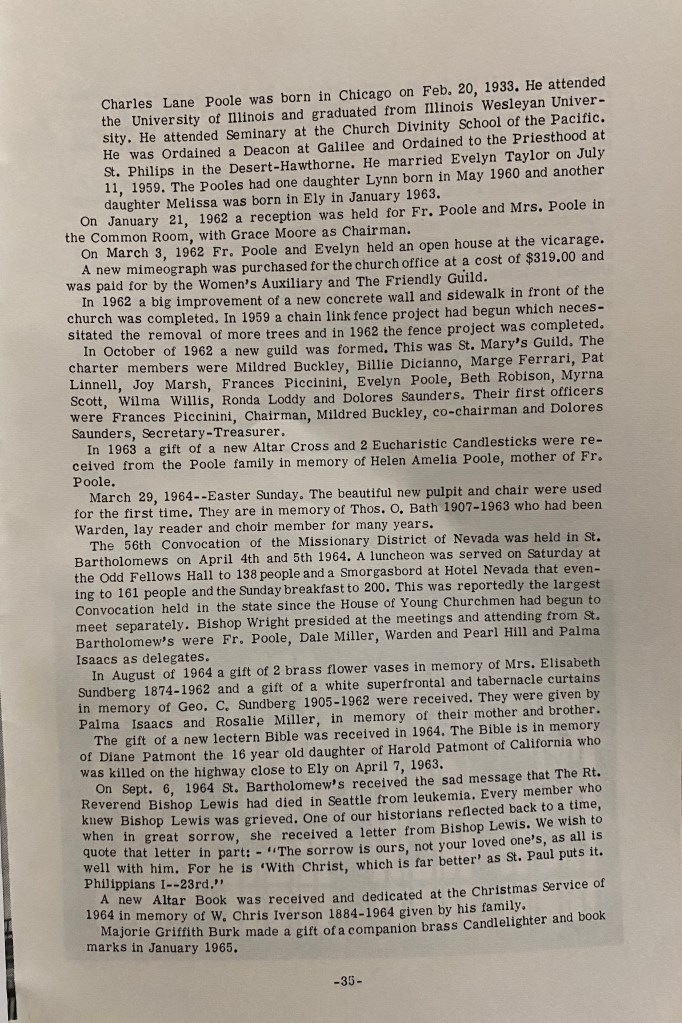 Charles Lane Poole was born in Chicago on Feb. 20, 1933. He attended
the University of Illinois and graduated from Illinois Wesleyan Univer-
sity. He attended Seminary at the Church Divinity School of the Pacific.
He was Ordained a Deacon at Galilee and Ordained to the Priesthood at
St. Philips in the Desert-Hawthorne. He married Evelyn Taylor on July
11, 1959. The Pooles had one daughter Lynn born in May 1960 and another
daughter Melissa was born in Ely in January 1963.
On January 21, 1962 a reception was held for Fr. Poole and Mrs. Poole in
the Common Room, with Grace Moore as Chairman.
On March 3, 1962 Fr. Poole and Evelyn held an open house at the vicarage.
A new mimeograph was purchased for the church office at a cost of $319.00 and
was paid for by the Women's Auxiliary and The Friendly Guild.
In 1962 a big improvement of a new concrete wall and sidewalk in front of the
church was completed. In 1959 a chain link fence project had begun which neces-
sitated the removal of more trees and in 1962 the fence project was completed.
In October of 1962 a new guild was formed. This was St. Mary's Guild. The
charter members were Mildred Buckley, Billie Dicianno, Marge Ferrari, Pat
Linnell, Joy Marsh, Frances Piccinini, Evelyn Poole, Beth Robison, Myrna
Scott, Wilma Willis, Ronda Loddy and Dolores Saunders. Their first officers
were Frances Piccinini, Chairman, Mildred Buckley, co-chairman and Dolores
Saunders, Secretary-Treasurer.
In 1963 a gift of a new Altar Cross and 2 Eucharistic Candlesticks were re-
ceived from the Poole family in memory of Helen Amelia Poole, mother of Fr.
Poole.
March 29, 1964--Easter Sunday. The beautiful new pulpit and chair were used
for the first time. They are in memory of Thos. O. Bath 1907-1963 who had been
Warden, lay reader and choir member for many years.
The 56th Convocation of the Missionary District of Nevada was held in St.
Bartholomews on April 4th and 5th 1964. A luncheon was served on Saturday at
the Odd Fellows Hall to 138 people and a Smorgasbord at Hotel Nevada that even-
ing to 161 people and the Sunday breakfast to 200. This was reportedly the largest
Convocation held in the state since the House of Young Churchmen had begun to
meet separately. Bishop Wright presided at the meetings and attending from St.
Bartholomew's were Fr. Poole, Dale Miller, Warden and Pearl Hill and Palma
Isaacs as delegates.
In August of 1964 a gift of 2 brass flower vases in memory of Mrs. Elisabeth
Sundberg 1874-1962 and a gift of a white superfrontal and tabernacle curtains
in memory of Geo. C. Sundberg 1905-1962 were received. They were given by
Palma Isaacs and Rosalie Miller, in memory of their mother and brother.
The gift of a new lectern Bible was received in 1964. The Bible is in memory
of Diane Patmont the 16 year old daughter of Harold Patmont of California who
was killed on the highway close to Ely on April 7, 1963.
On Sept. 6, 1964 St. Bartholomew's received the sad message that The Rt.
Reverend Bishop Lewis had died in Seattle from leukemia. Every member who
knew Bishop Lewis was grieved. One of our historians reflected back to a time,
when in great sorrow, she received a letter from Bishop Lewis. We wish to
quote that letter in part: - "The sorrow is ours, not your loved one's, as all is
well with him. For he is 'With Christ, which is far better' as St. Paul puts it.
Philippians I--23rd."
A new Altar Book was received and dedicated at the Christmas Service of
1964 in memory of W. Chris Iverson 1884-1964 given by his family.
Majorie Griffith Burk made a gift of a companion brass Candlelighter and book
marks in January 1965.
-35-